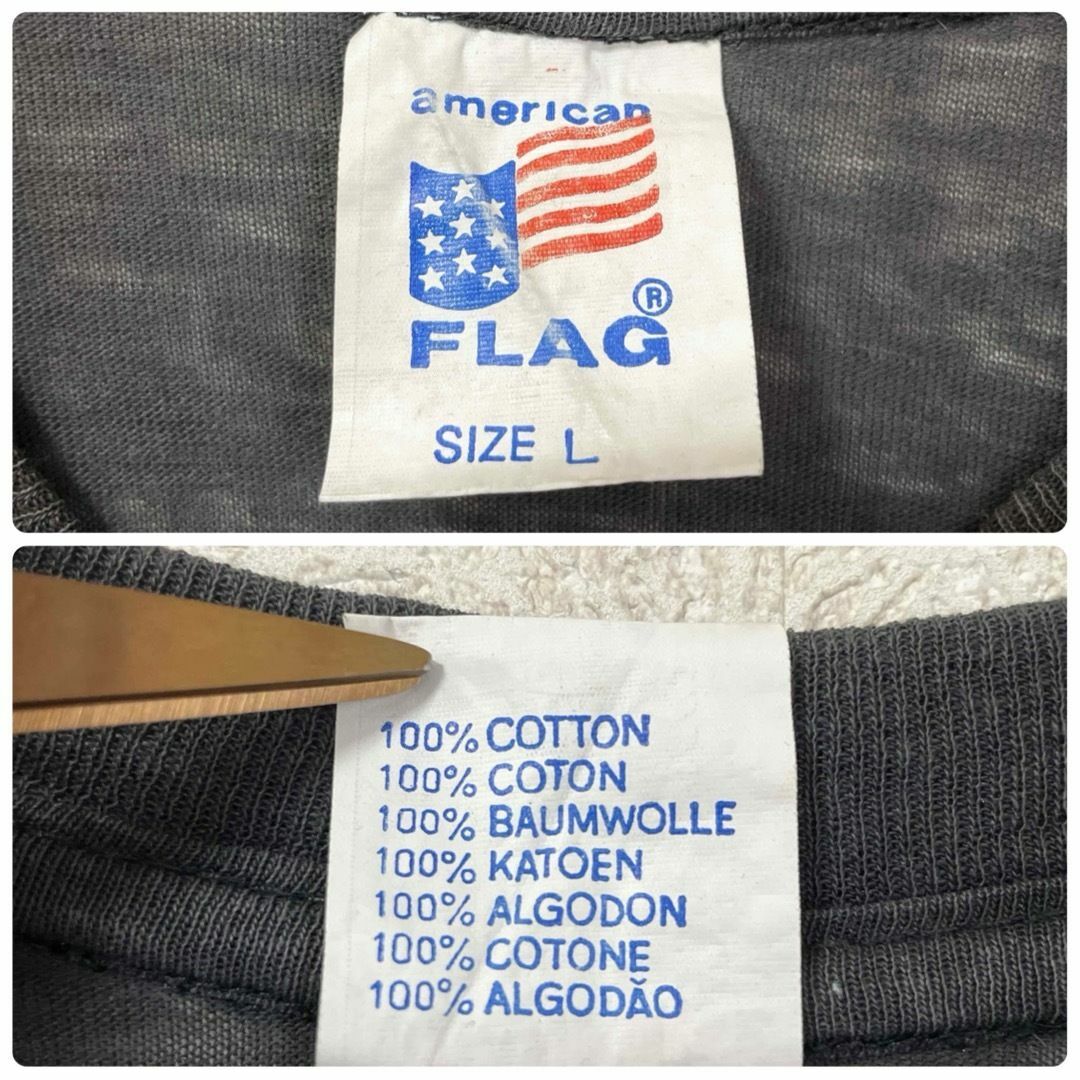 american
FLAG®
SIZE L
100% COTTON
100% COTON
100% BAUMWOLLE
100% KATOEN
100% ALGODON
100% COTONE
100% ALGODÃO